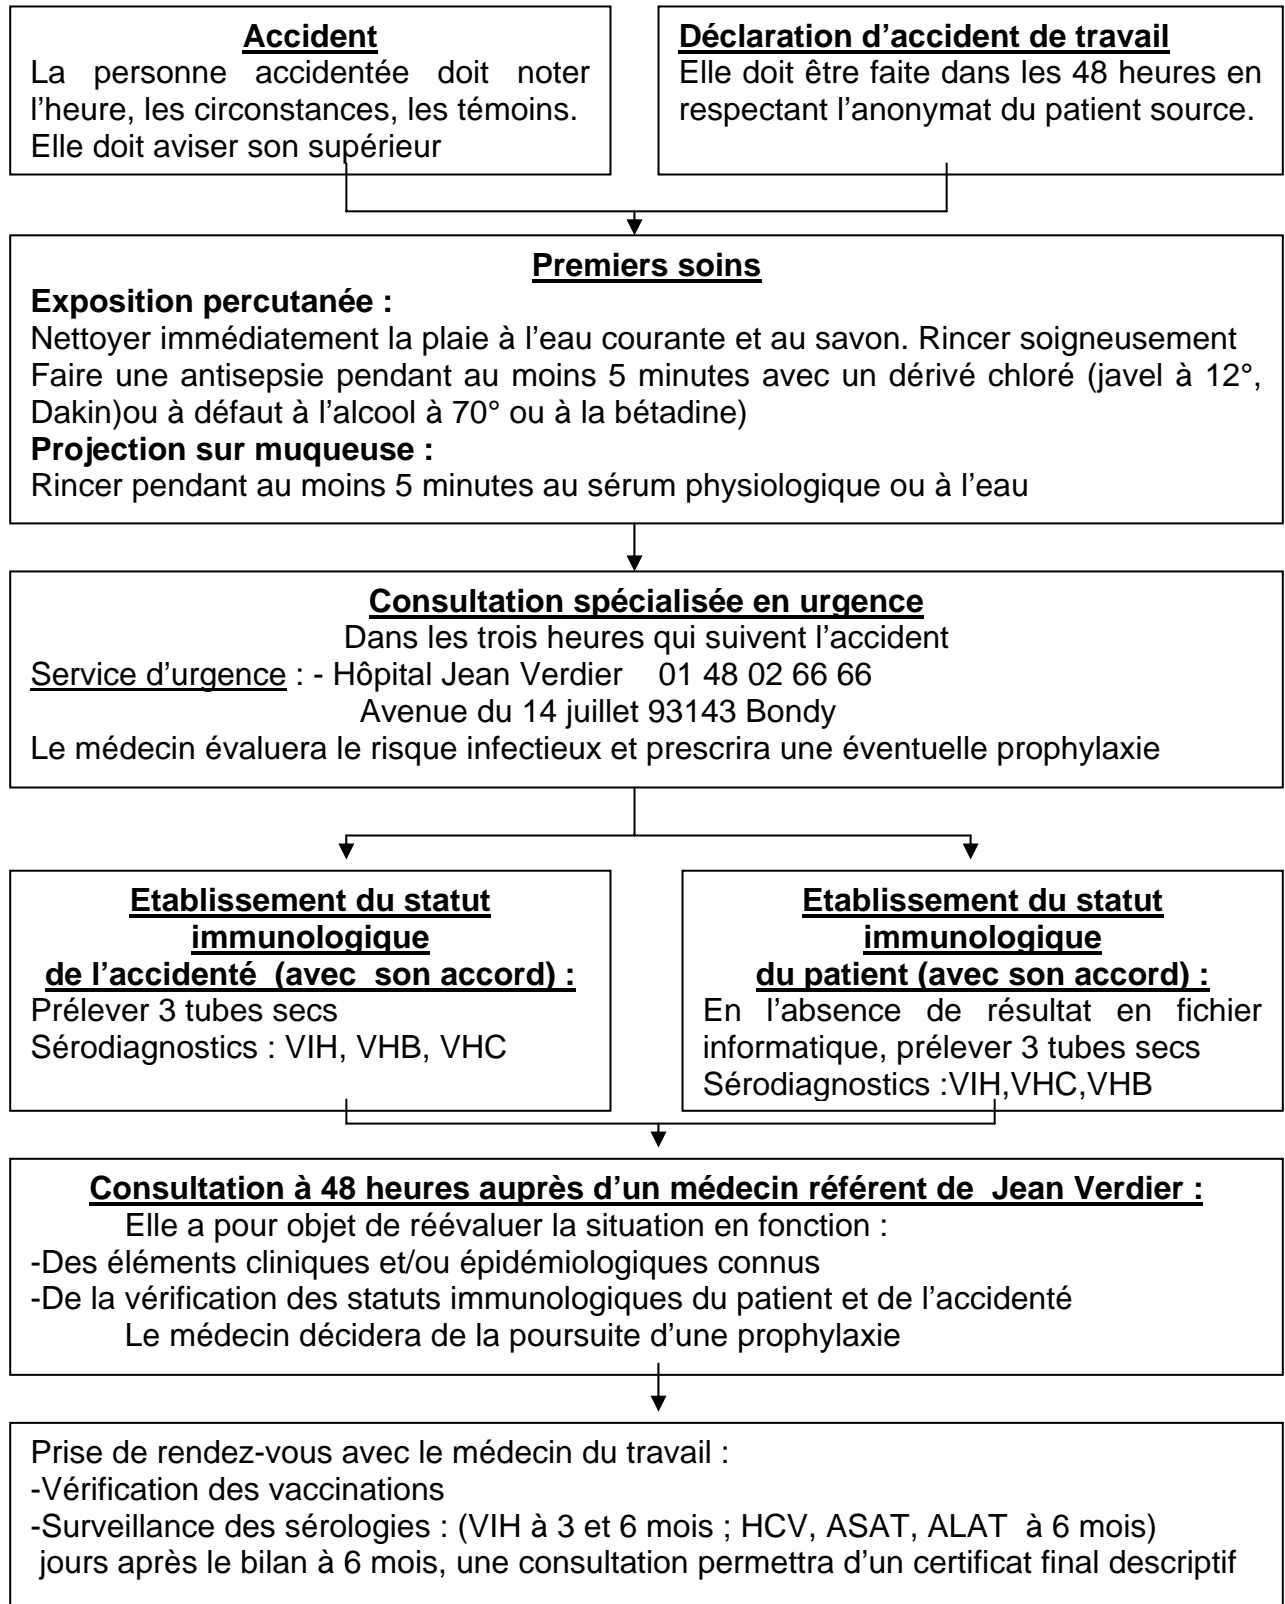 Accident
La personne accidentée doit noter
l'heure, les circonstances, les témoins.
Elle doit aviser son supérieur
Déclaration d'accident de travail
Elle doit être faite dans les 48 heures en
respectant l'anonymat du patient source.
Premiers soins
Exposition percutanée :
Nettoyer immédiatement la plaie à l'eau courante et au savon. Rincer soigneusement
Faire une antisepsie pendant au moins 5 minutes avec un dérivé chloré (javel à 12°,
Dakin)ou à défaut à l'alcool à 70° ou à la bétadine)
Projection sur muqueuse :
Rincer pendant au moins 5 minutes au sérum physiologique ou à l'eau
Consultation spécialisée en urgence
Dans les trois heures qui suivent l'accident
Service d'urgence : - Hôpital Jean Verdier 01 48 02 66 66
Avenue du 14 juillet 93143 Bondy
Le médecin évaluera le risque infectieux et prescrira une éventuelle prophylaxie
Etablissement du statut
immunologique
de l'accidenté (avec son accord) :
Prélever 3 tubes secs
Sérodiagnostics : VIH, VHB, VHC
Etablissement du statut
immunologique
du patient (avec son accord) :
En l'absence de résultat en fichier
informatique, prélever 3 tubes secs
Sérodiagnostics :VIH,VHC,VHB
Consultation à 48 heures auprès d'un médecin référent de Jean Verdier :
Elle a pour objet de réévaluer la situation en fonction :
-Des éléments cliniques et/ou épidémiologiques connus
-De la vérification des statuts immunologiques du patient et de l'accidenté
Le médecin décidera de la poursuite d'une prophylaxie
Prise de rendez-vous avec le médecin du travail :
-Vérification des vaccinations
-Surveillance des sérologies : (VIH à 3 et 6 mois ; HCV, ASAT, ALAT à 6 mois)
jours après le bilan à 6 mois, une consultation permettra d'un certificat final descriptif